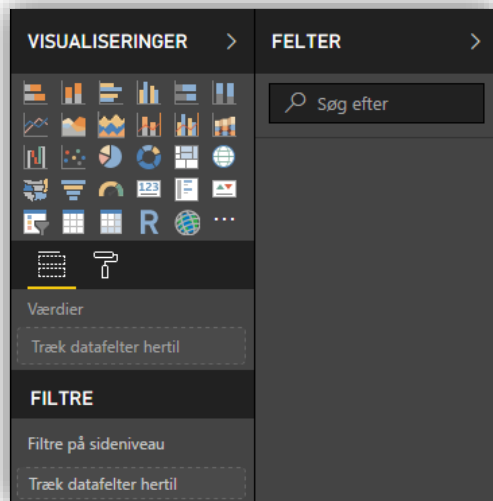 VISUALISERINGER
123
R
Værdier
Træk datafelter hertil
FILTRE
Filtre på sideniveau
Træk datafelter hertil
FELTER
Søg efter